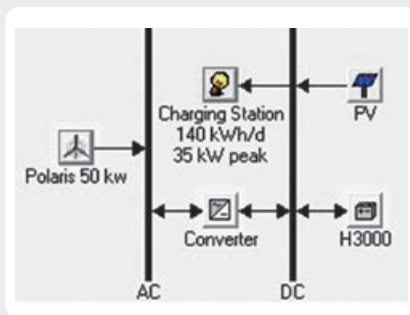 Charging Station
140 kWh/d
35 kW peak
PV
Polaris 50 kw
Converter
H3000
AC
DC